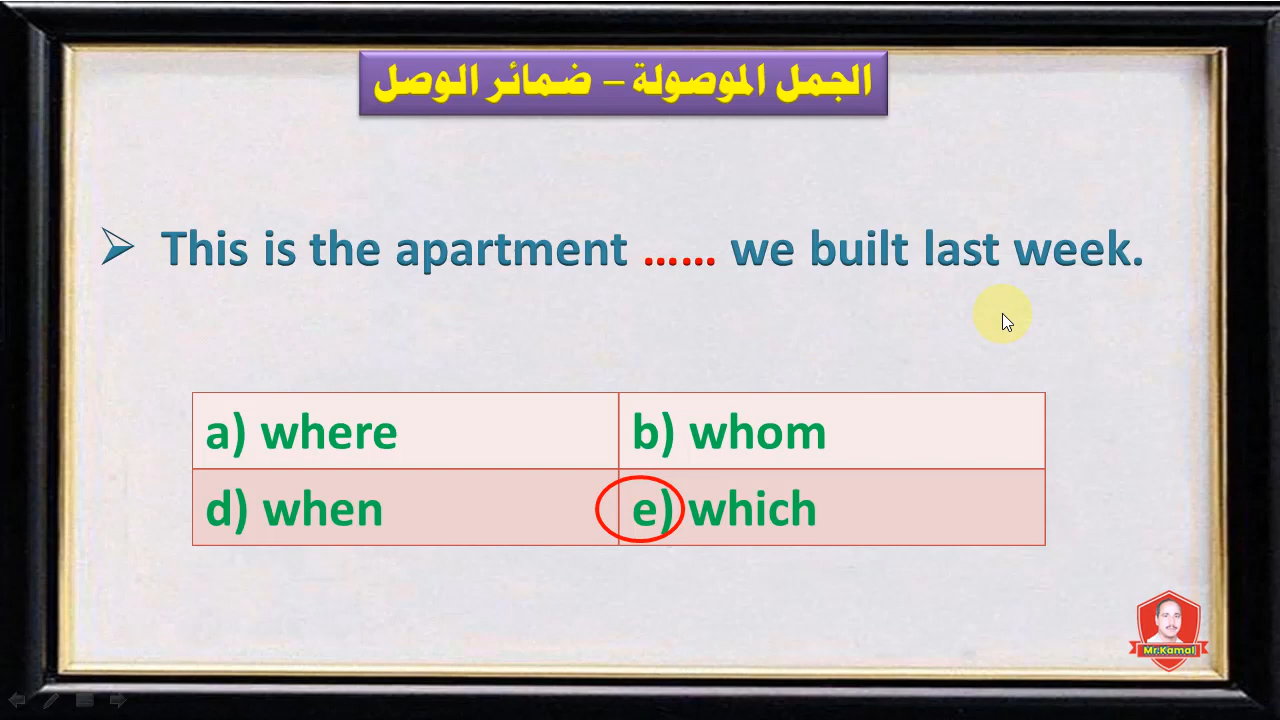 الجمل الموصولة – ضمائر الوصل
➢ This is the apartment …… we built last week.
a) where
b) whom
d) when
e) which
Mr.Kamal